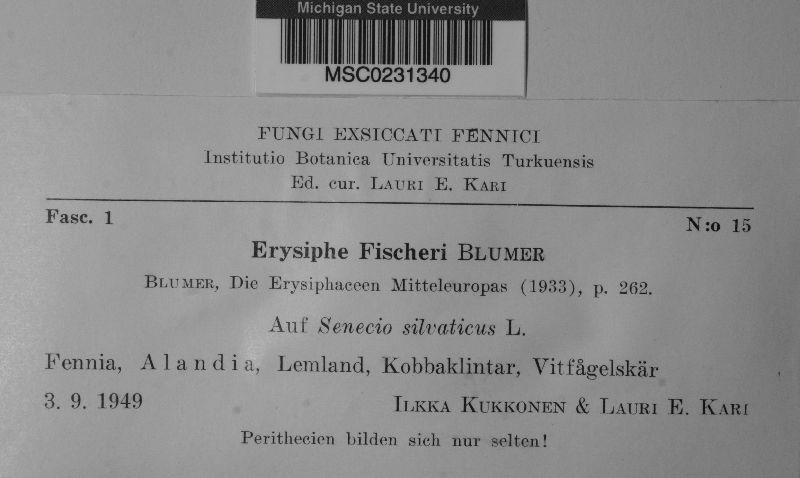 Michigan State University
MSC0231340
FUNGI EXSICCATI FENNICI
Institutio Botanica Universitatis Turkuensis
Ed. cur. LAURI E. KARI
Fasc. 1 N:o 15
Erysiphe Fischeri BLUMER
BLUMER, Die Erysiphaceen Mitteleuropas (1933), p. 262.
Auf Senecio silvaticus L.
Fennia, Alandia, Lemland, Kobbaklintar, Vitfågelskär
3. 9. 1949 ILKKA KUKKONEN & LAURI E. KARI
Perithecien bilden sich nur selten!